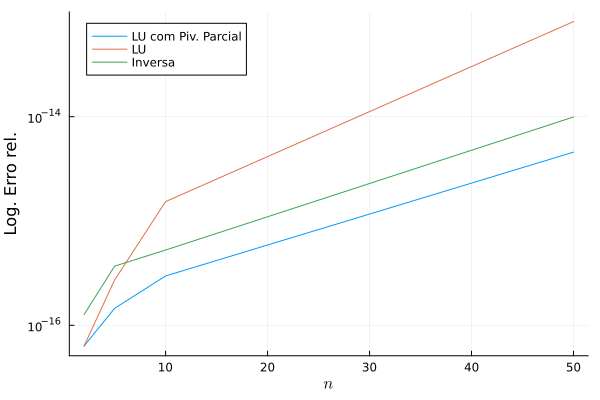 LU com Piv. Parcial
LU
Inversa
10⁻¹⁴
10⁻¹⁶
Log. Erro rel.
10 20 30 40 50
n